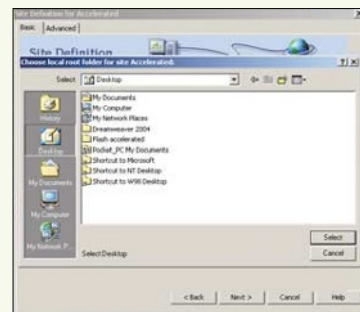 Site Definition for Accelerated
Basic Advanced
Site Definition
Choose local root folder for site Accelerated:
Select: Desktop
History
Desktop
My Documents
My Computer
My Network P...
My Documents
My Computer
My Network Places
Dreamweaver 2004
Flash accelerated
Pocket_PC My Documents
Shortcut to Microsoft
Shortcut to NT Desktop
Shortcut to W98 Desktop
Select
Select Desktop
Cancel
< Back Next > Cancel Help